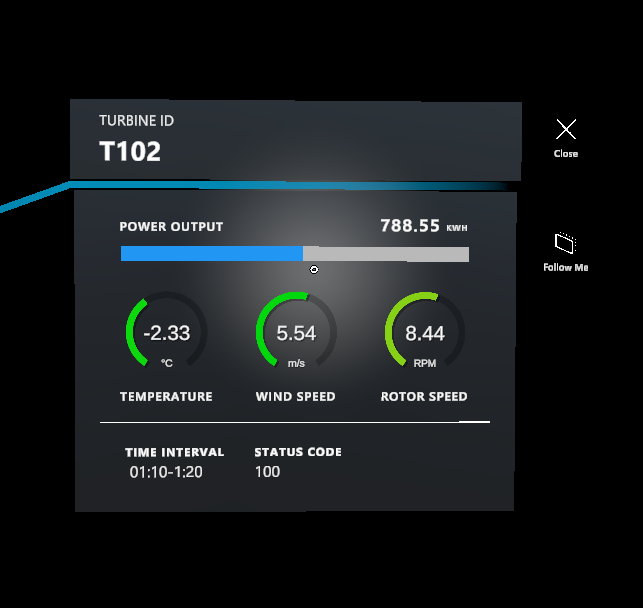 TURBINE ID
T102
Close
POWER OUTPUT 788.55 KWH
Follow Me
-2.33 5.54 8.44
°C m/s RPM
TEMPERATURE WIND SPEED ROTOR SPEED
TIME INTERVAL STATUS CODE
01:10-1:20 100